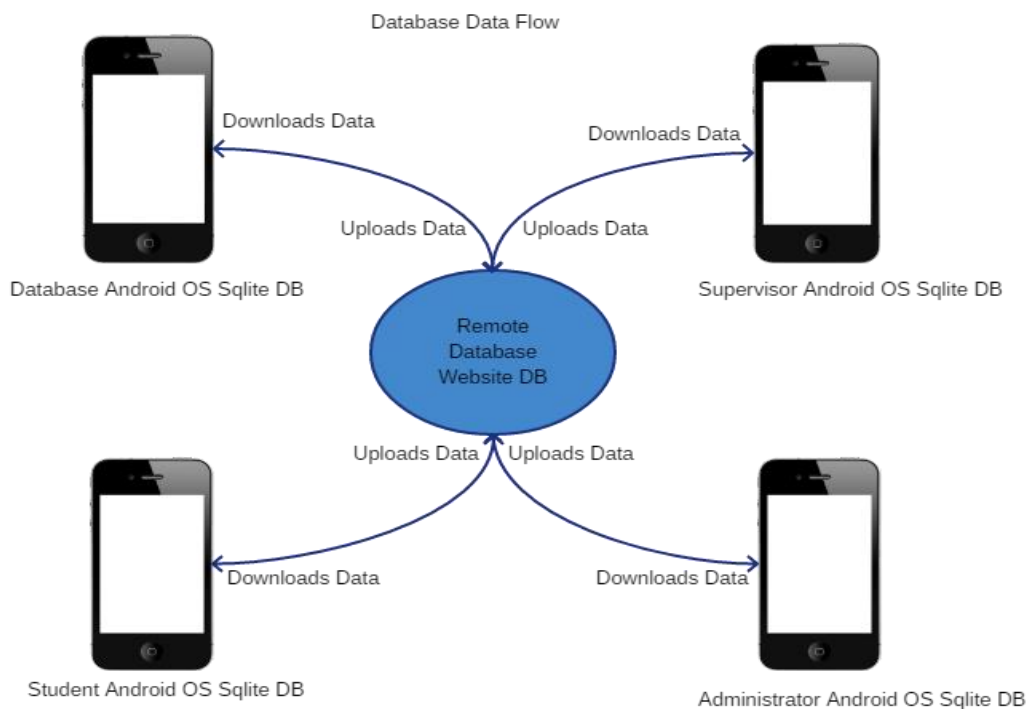 Database Data Flow
Downloads Data
Downloads Data
Uploads Data
Uploads Data
Database Android OS Sqlite DB
Supervisor Android OS Sqlite DB
Remote
Database
Website DB
Uploads Data
Uploads Data
Downloads Data
Downloads Data
Student Android OS Sqlite DB
Administrator Android OS Sqlite DB